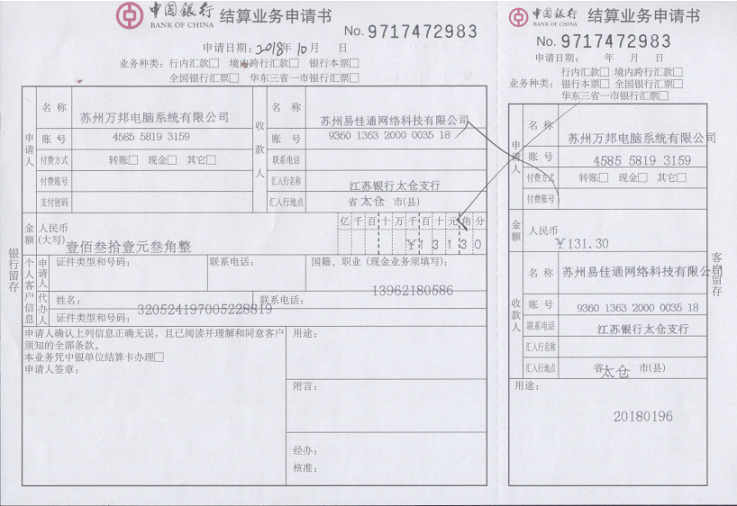 中国银行 BANK OF CHINA 结算业务申请书
No. 9717472983
申请日期：2018年10月 日
业务种类：行内汇款□ 境内跨行汇款□ 银行本票□
全国银行汇票□ 华东三省一市银行汇票□
申请人
名称 苏州万邦电脑系统有限公司
账号 4585 5819 3159
付费方式 转账□ 现金□ 其它□
付费账号
支付密码
收款人
名称 苏州易佳通网络科技有限公司
账号 9360 1363 2000 0035 18
联系电话
汇入行名称 江苏银行太仓支行
汇入行地点 省 太仓 市(县)
金额 人民币(大写) 壹佰叁拾壹元叁角整
亿千百十万千百十元角分
¥13130
银行留存
个人客户信息
申请人 证件类型和号码： 联系电话： 国籍、职业（现金业务须填写）：
13962180586
代办人 姓名： 联系电话：
320524197005228819
证件类型和号码：
申请人确认上列信息正确无误，且已阅读并理解和同意客户
须知的全部条款。
本业务凭中银单位结算卡办理□
申请人签章：
用途：
附言：
经办：
核准：
中国银行 BANK OF CHINA 结算业务申请书
No. 9717472983
申请日期： 年 月 日
行内汇款□ 境内跨行汇款□
业务种类： 银行本票□ 全国银行汇票□
华东三省一市银行汇票□
申请人
名称 苏州万邦电脑系统有限公司
账号 4585 5819 3159
付费方式 转账□ 现金□ 其它□
付费账号
金额 人民币
¥131.30
客户留存
收款人
名称 苏州易佳通网络科技有限公司
账号 9360 1363 2000 0035 18
联系电话 江苏银行太仓支行
汇入行名称
汇入行地点 省 太仓 市(县)
用途：
20180196